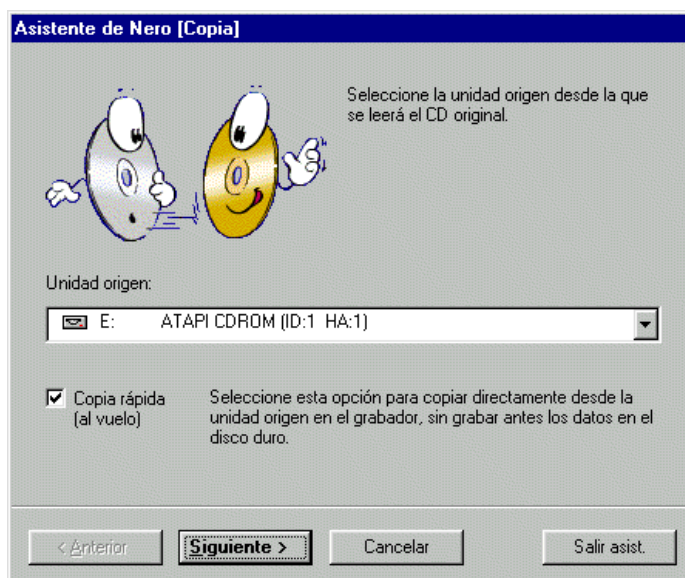 Asistente de Nero [Copia]
Seleccione la unidad origen desde la que
se leerá el CD original.
Unidad origen:
E: ATAPI CDROM (ID:1 HA:1)
Copia rápida
(al vuelo)
Seleccione esta opción para copiar directamente desde la
unidad origen en el grabador, sin grabar antes los datos en el
disco duro.
< Anterior
Siguiente >
Cancelar
Salir asist.